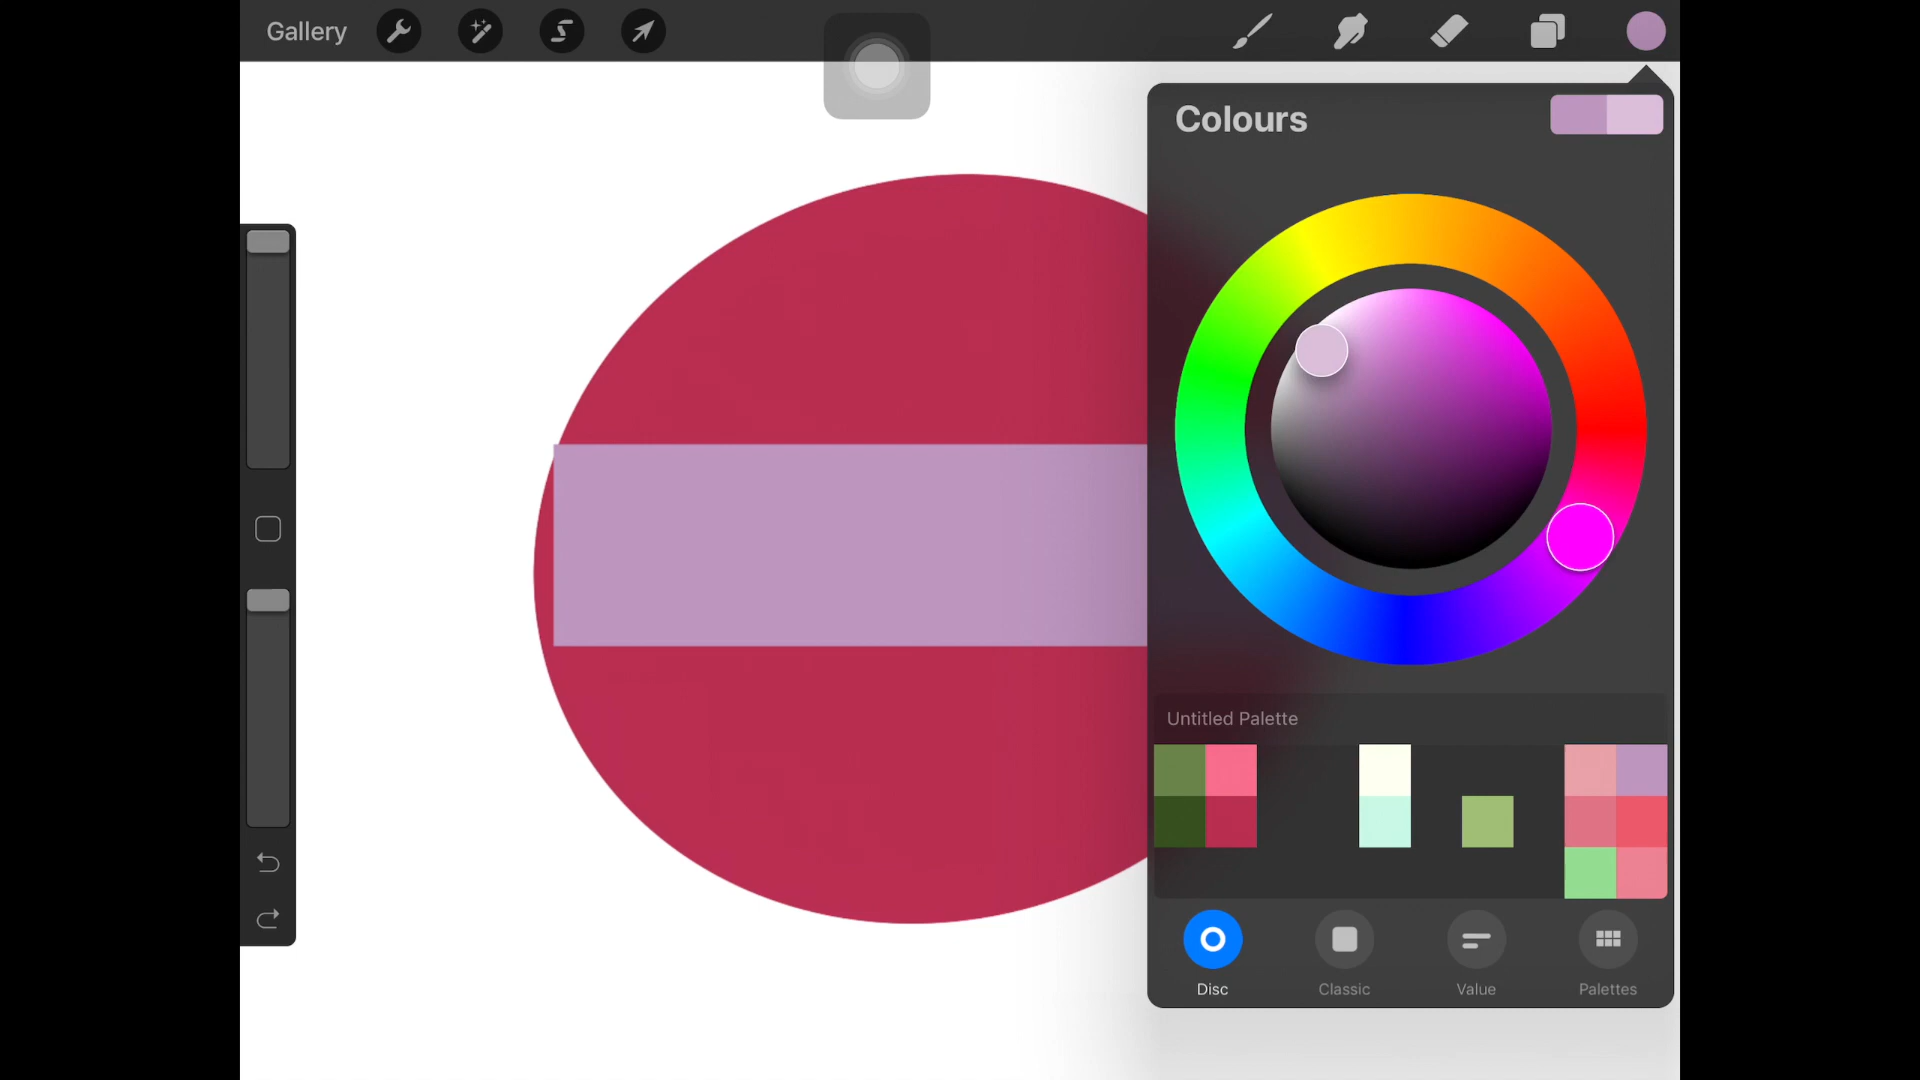 Gallery
Colours
Untitled Palette
Disc
Classic
Value
Palettes